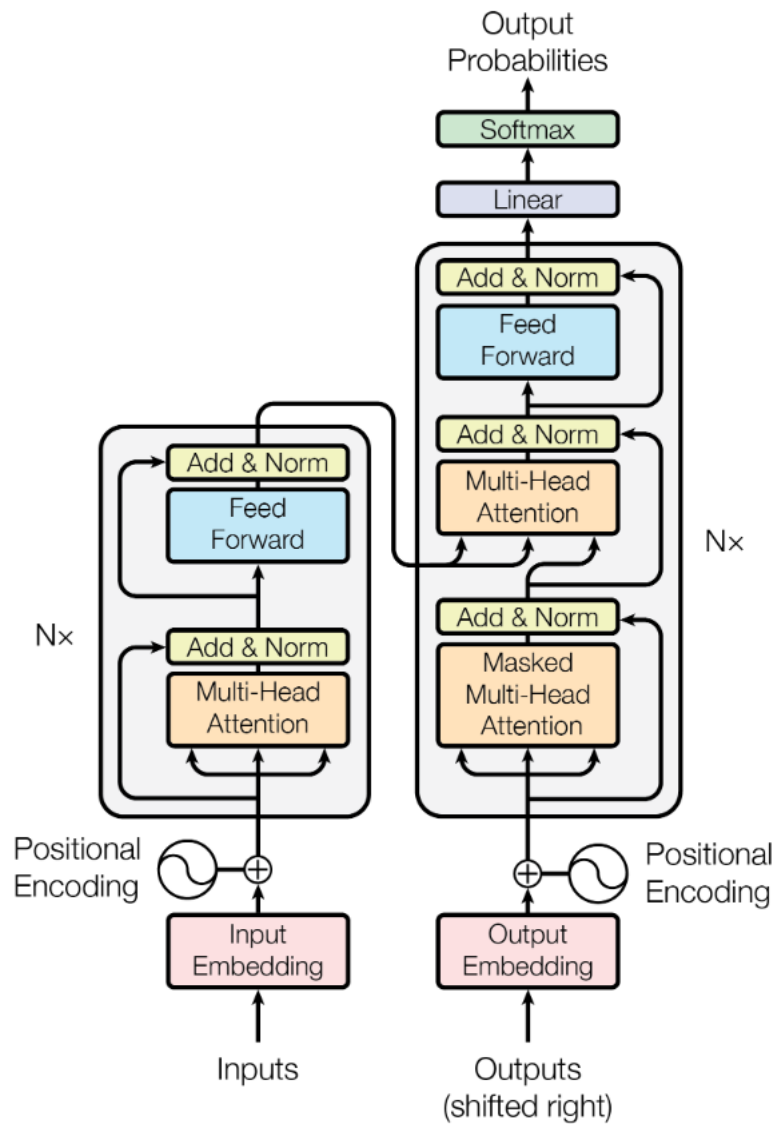 Output
Probabilities
Softmax
Linear
Add & Norm
Feed
Forward
Add & Norm
Multi-Head
Attention
Add & Norm
Masked
Multi-Head
Attention
Nx
Add & Norm
Feed
Forward
Add & Norm
Multi-Head
Attention
Nx
Positional
Encoding
Positional
Encoding
Input
Embedding
Output
Embedding
Inputs
Outputs
(shifted right)